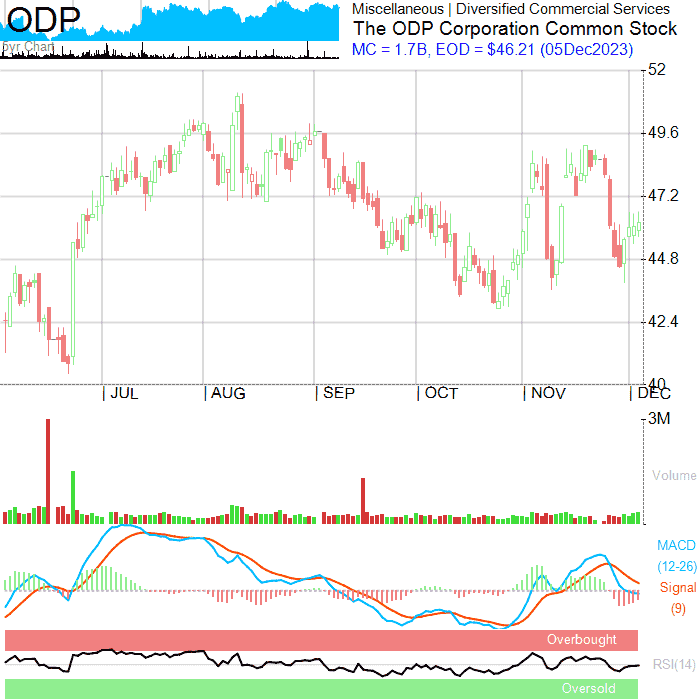 ODP
5yr Chart
Miscellaneous | Diversified Commercial Services
The ODP Corporation Common Stock
MC = 1.7B, EOD = $46.21 (05Dec2023)
52
49.6
47.2
44.8
42.4
40
| JUL | AUG | SEP | OCT | NOV | DEC
3M
Volume
MACD
(12-26)
Signal
(9)
Overbought
RSI(14)
Oversold